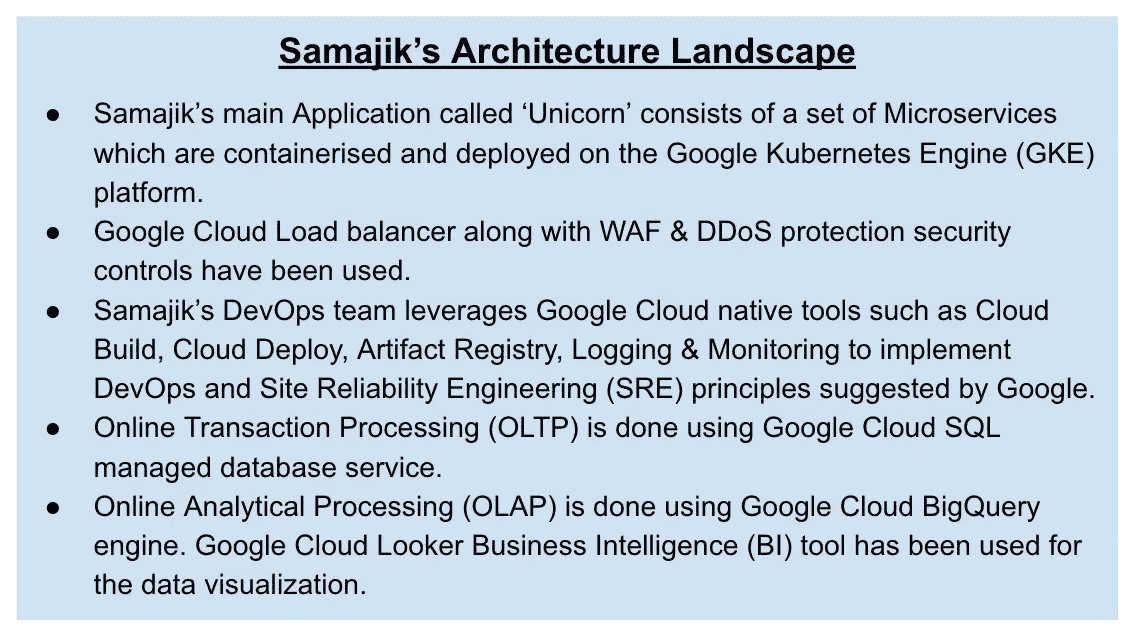 Samajik’s Architecture Landscape
● Samajik’s main Application called ‘Unicorn’ consists of a set of Microservices
which are containerised and deployed on the Google Kubernetes Engine (GKE)
platform.
● Google Cloud Load balancer along with WAF & DDoS protection security
controls have been used.
● Samajik’s DevOps team leverages Google Cloud native tools such as Cloud
Build, Cloud Deploy, Artifact Registry, Logging & Monitoring to implement
DevOps and Site Reliability Engineering (SRE) principles suggested by Google.
● Online Transaction Processing (OLTP) is done using Google Cloud SQL
managed database service.
● Online Analytical Processing (OLAP) is done using Google Cloud BigQuery
engine. Google Cloud Looker Business Intelligence (BI) tool has been used for
the data visualization.